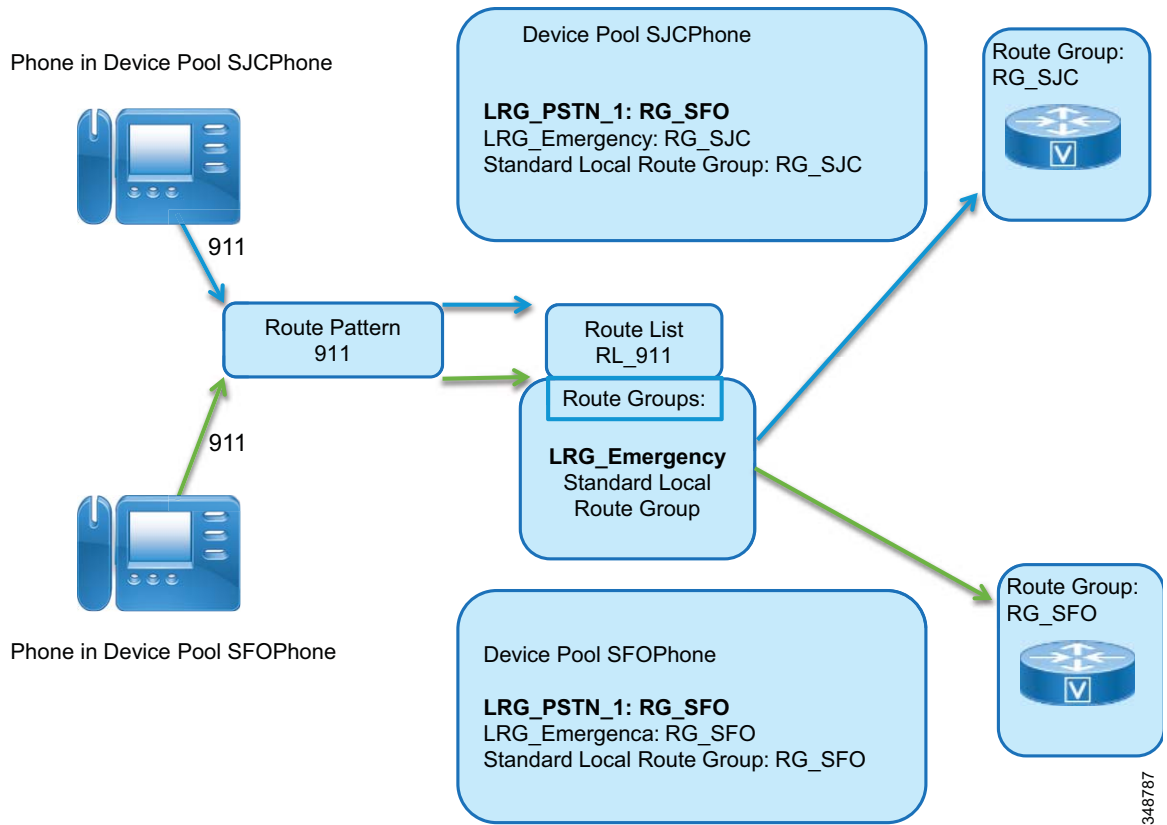 Phone in Device Pool SJCPhone
Device Pool SJCPhone
LRG_PSTN_1: RG_SFO
LRG_Emergency: RG_SJC
Standard Local Route Group: RG_SJC
Route Group:
RG_SJC
V
911
Route Pattern
911
Route List
RL_911
Route Groups:
LRG_Emergency
Standard Local
Route Group
911
Phone in Device Pool SFOPhone
Device Pool SFOPhone
LRG_PSTN_1: RG_SFO
LRG_Emergenca: RG_SFO
Standard Local Route Group: RG_SFO
Route Group:
RG_SFO
V
348787